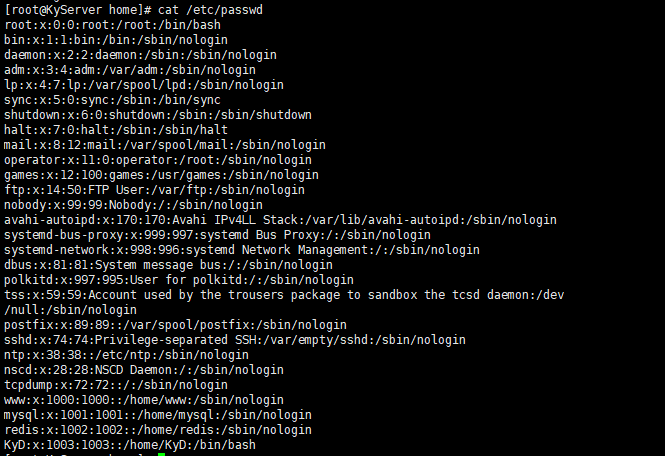 [root@KyServer home]# cat /etc/passwd
root:x:0:0:root:/root:/bin/bash
bin:x:1:1:bin:/bin:/sbin/nologin
daemon:x:2:2:daemon:/sbin:/sbin/nologin
adm:x:3:4:adm:/var/adm:/sbin/nologin
lp:x:4:7:lp:/var/spool/lpd:/sbin/nologin
sync:x:5:0:sync:/sbin:/bin/sync
shutdown:x:6:0:shutdown:/sbin:/sbin/shutdown
halt:x:7:0:halt:/sbin:/sbin/halt
mail:x:8:12:mail:/var/spool/mail:/sbin/nologin
operator:x:11:0:operator:/root:/sbin/nologin
games:x:12:100:games:/usr/games:/sbin/nologin
ftp:x:14:50:FTP User:/var/ftp:/sbin/nologin
nobody:x:99:99:Nobody:/:/sbin/nologin
avahi-autoipd:x:170:170:Avahi IPv4LL Stack:/var/lib/avahi-autoipd:/sbin/nologin
systemd-bus-proxy:x:999:997:systemd Bus Proxy:/:/sbin/nologin
systemd-network:x:998:996:systemd Network Management:/:/sbin/nologin
dbus:x:81:81:System message bus:/:/sbin/nologin
polkitd:x:997:995:User for polkitd:/:/sbin/nologin
tss:x:59:59:Account used by the trousers package to sandbox the tcsd daemon:/dev
/null:/sbin/nologin
postfix:x:89:89::/var/spool/postfix:/sbin/nologin
sshd:x:74:74:Privilege-separated SSH:/var/empty/sshd:/sbin/nologin
ntp:x:38:38::/etc/ntp:/sbin/nologin
nscd:x:28:28:NSCD Daemon:/:/sbin/nologin
tcpdump:x:72:72::/:/sbin/nologin
www:x:1000:1000::/home/www:/sbin/nologin
mysql:x:1001:1001::/home/mysql:/sbin/nologin
redis:x:1002:1002::/home/redis:/sbin/nologin
KyD:x:1003:1003::/home/KyD:/bin/bash
[root@KyServer home]#